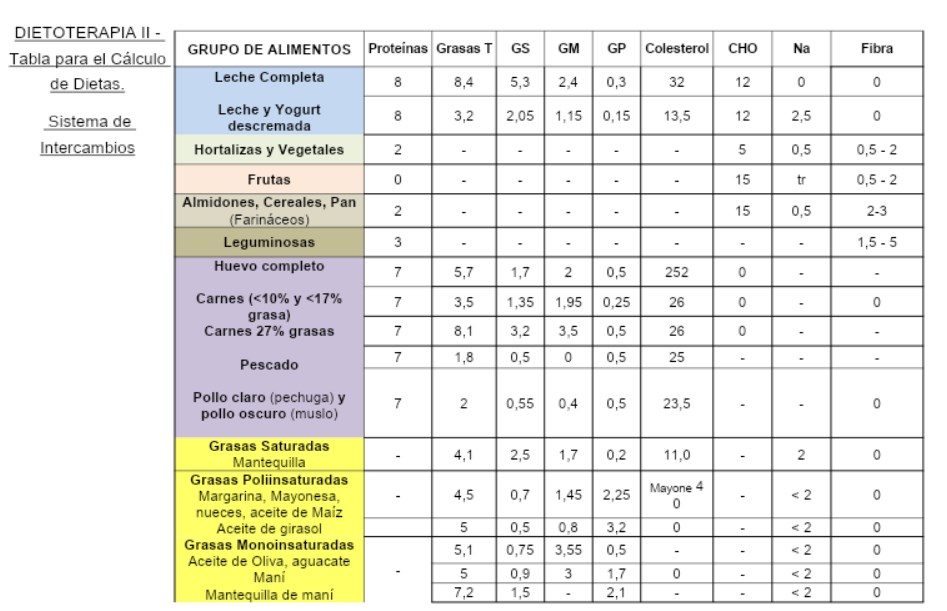 DIETOTERAPIA II -
Tabla para el Cálculo
de Dietas.
Sistema de
Intercambios
GRUPO DE ALIMENTOS Proteínas Grasas T GS GM GP Colesterol CHO Na Fibra
Leche Completa 8 8,4 5,3 2,4 0,3 32 12 0 0
Leche y Yogurt
descremada 8 3,2 2,05 1,15 0,15 13,5 12 2,5 0
Hortalizas y Vegetales 2 - - - - - 5 0,5 0,5 - 2
Frutas 0 - - - - - 15 tr 0,5 - 2
Almidones, Cereales, Pan
(Farináceos) 2 - - - - - 15 0,5 2-3
Leguminosas 3 - - - - - - - 1,5 - 5
Huevo completo 7 5,7 1,7 2 0,5 252 0 - -
Carnes (<10% y <17%
grasa) 7 3,5 1,35 1,95 0,25 26 0 - 0
Carnes 27% grasas 7 8,1 3,2 3,5 0,5 26 0 - -
Pescado 7 1,8 0,5 0 0,5 25 - - -
Pollo claro (pechuga) y
pollo oscuro (muslo) 7 2 0,55 0,4 0,5 23,5 - - 0
Grasas Saturadas
Mantequilla - 4,1 2,5 1,7 0,2 11,0 - 2 0
Grasas Poliinsaturadas
Margarina, Mayonesa,
nueces, aceite de Maíz - 4,5 0,7 1,45 2,25 Mayone 4
0 - < 2 0
Aceite de girasol 5 0,5 0,8 3,2 0 - < 2 0
Grasas Monoinsaturadas
Aceite de Oliva, aguacate - 5,1 0,75 3,55 0,5 - - < 2 0
Maní 5 0,9 3 1,7 0 - < 2 0
Mantequilla de maní 7,2 1,5 - 2,1 - < 2 0